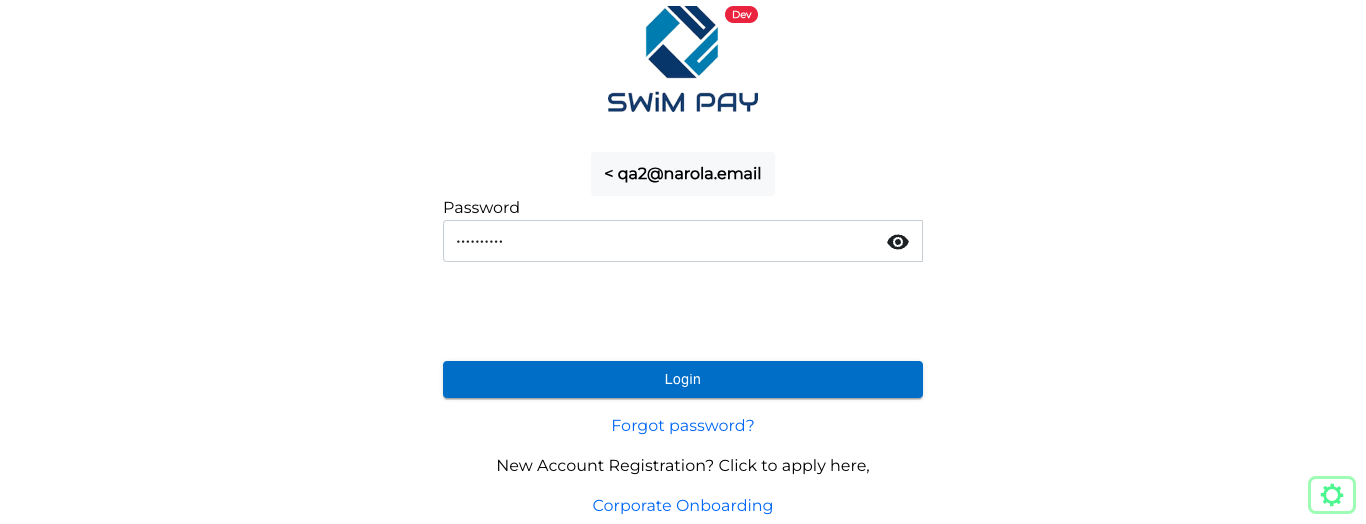 Dev
SWiM PAY
< qa2@narola.email
Password
••••••••••
Login
Forgot password?
New Account Registration? Click to apply here,
Corporate Onboarding